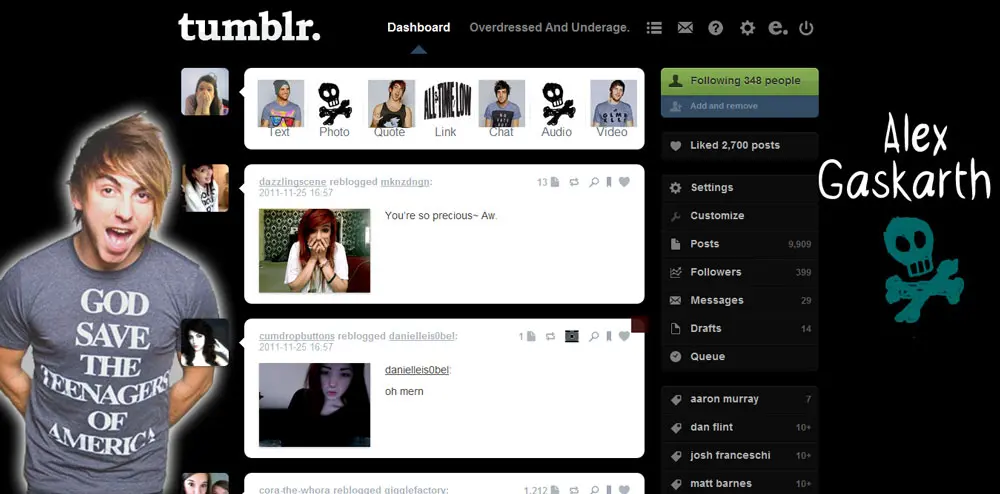 tumblr.
Dashboard
Overdressed And Underage.
e.
Text
Photo
Quote
Link
Chat
Audio
Video
ALL TIME LOW
Following 348 people
Add and remove
Liked 2,700 posts
Alex
Gaskarth
dazzlingscene reblogged mknzdngn:
13
2011-11-25 16:57
You're so precious~ Aw.
Settings
Customize
Posts 9,909
Followers 399
Messages 29
Drafts 14
Queue
GOD
SAVE
THE
TEENAGERS
OF
AMERICA
cumdropbuttons reblogged danielleis0bel:
1
2011-11-25 16:57
danielleis0bel:
oh mern
aaron murray 7
dan flint 10+
josh franceschi 10+
matt barnes 10+
cora-the-whora reblogged gigglefactory:
1,212